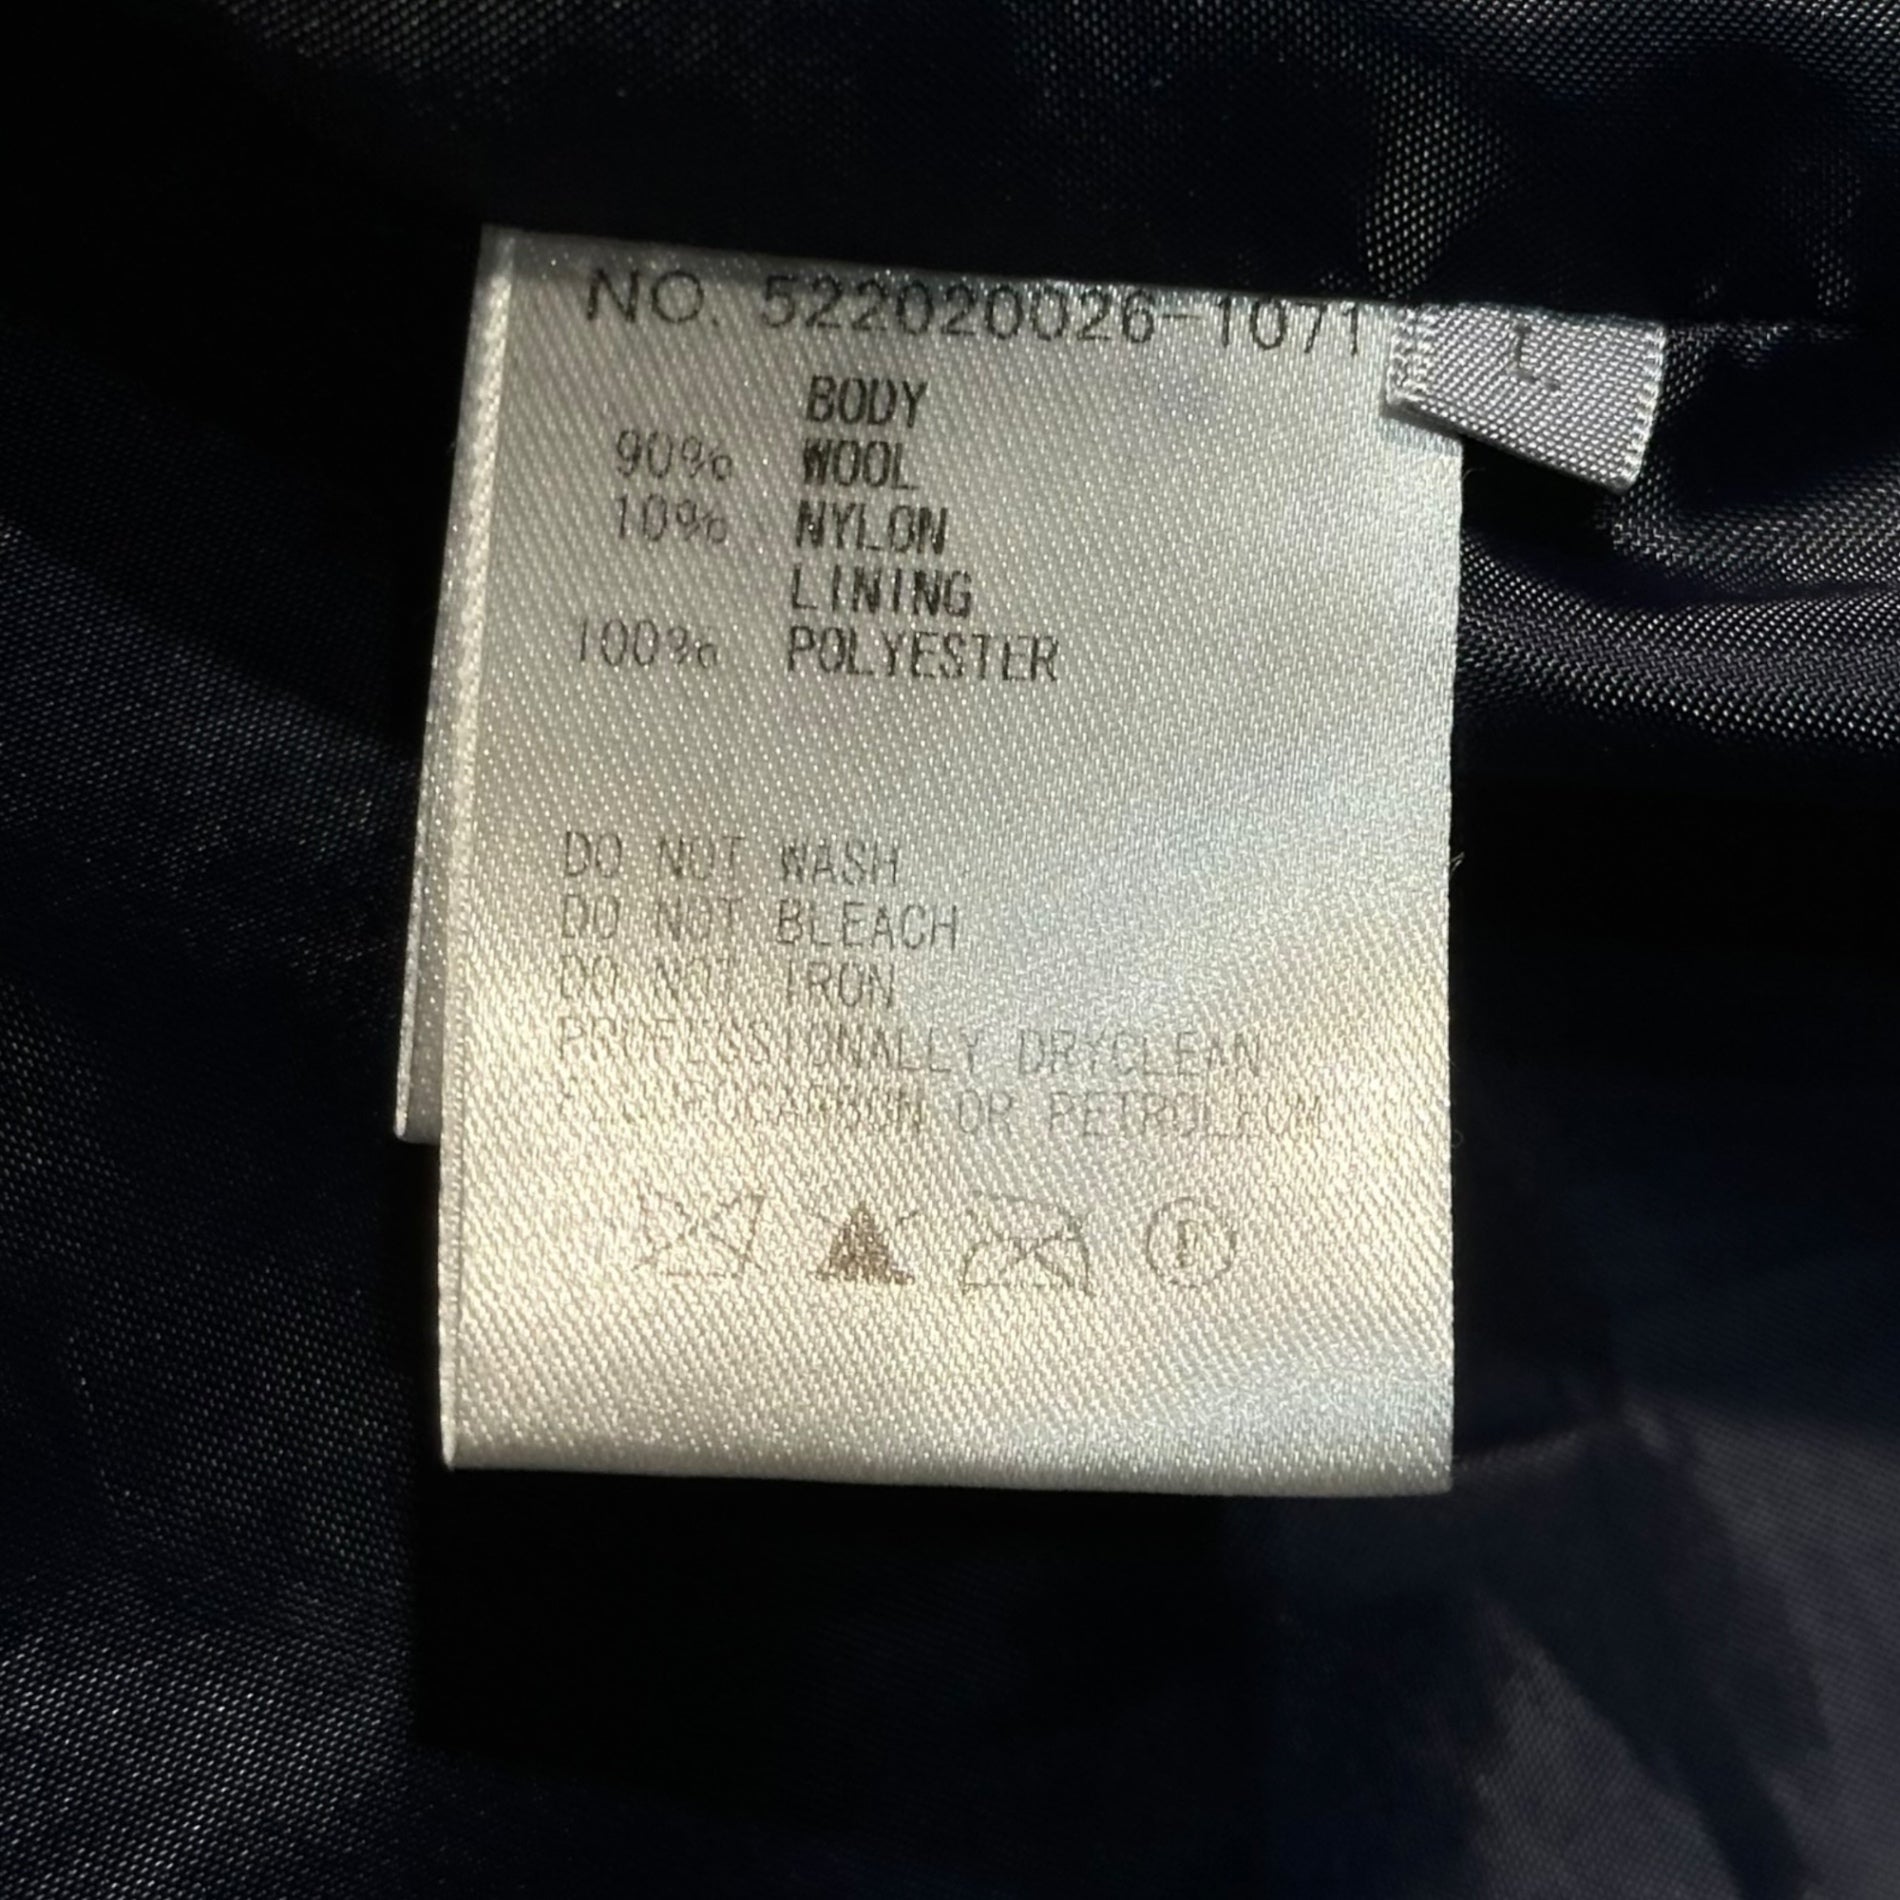 NO. 522020026-1071
L
BODY
90% WOOL
10% NYLON
LINING
100% POLYESTER
DO NOT WASH
DO NOT BLEACH
DO NOT IRON
PROFESSIONALLY DRYCLEAN
OR PETROLEUM
P